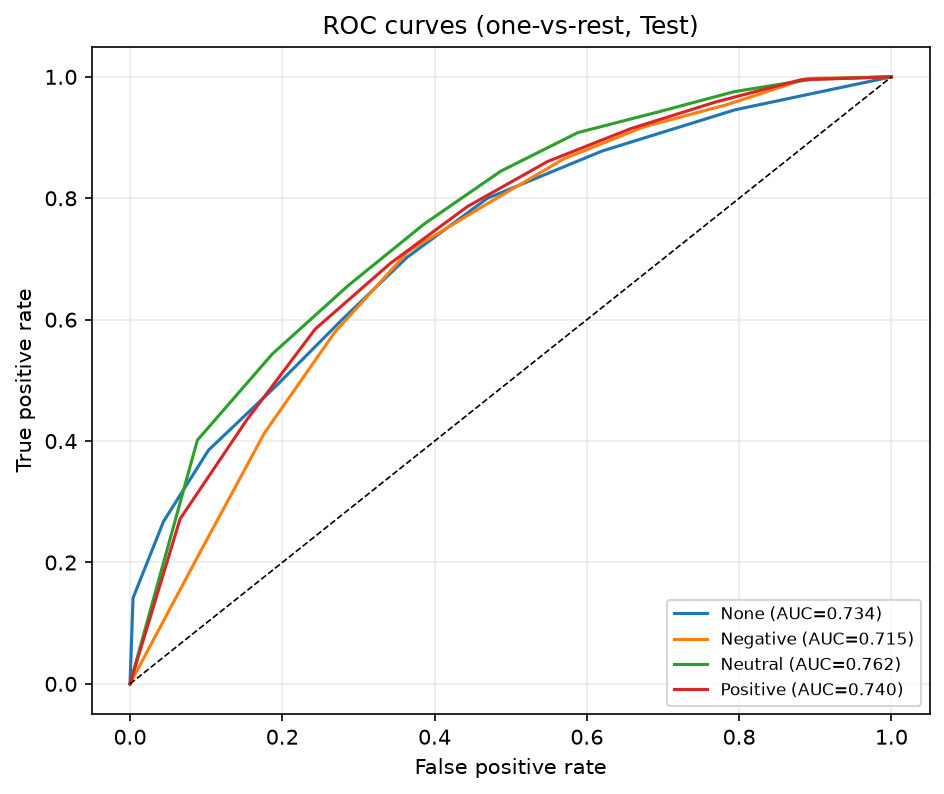 ROC curves (one-vs-rest, Test)
True positive rate
1.0
0.8
0.6
0.4
0.2
0.0
0.0 0.2 0.4 0.6 0.8 1.0
False positive rate
None (AUC=0.734)
Negative (AUC=0.715)
Neutral (AUC=0.762)
Positive (AUC=0.740)